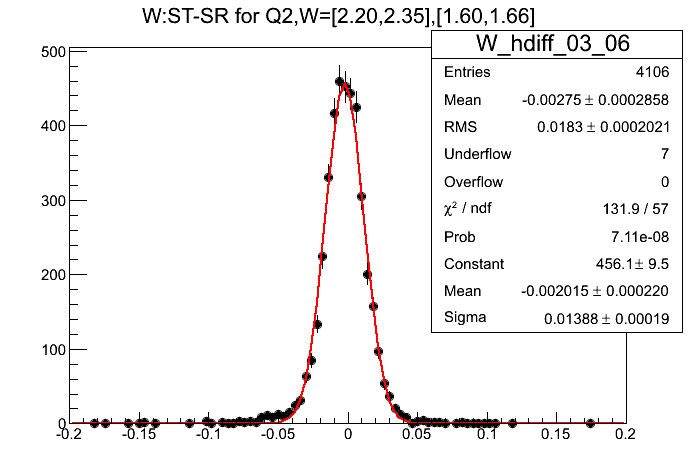 W:ST-SR for Q2,W=[2.20,2.35],[1.60,1.66]
W_hdiff_03_06
Entries 4106
Mean -0.00275 ± 0.0002858
RMS 0.0183 ± 0.0002021
Underflow 7
Overflow 0
χ² / ndf 131.9 / 57
Prob 7.11e-08
Constant 456.1 ± 9.5
Mean -0.002015 ± 0.000220
Sigma 0.01388 ± 0.00019
500
400
300
200
100
0
-0.2 -0.15 -0.1 -0.05 0 0.05 0.1 0.15 0.2